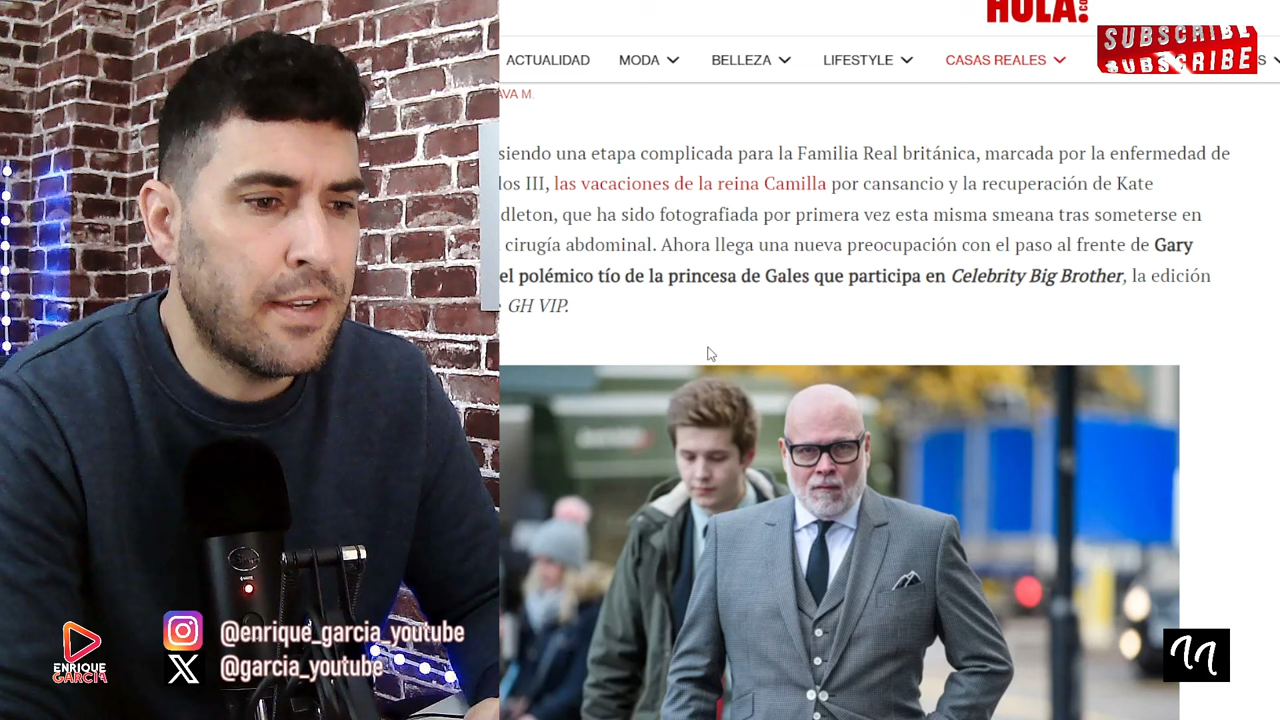 HOLA!
SUBSCRIBE
SUBSCRIBE
ACTUALIDAD MODA BELLEZA LIFESTYLE CASAS REALES S
AVA M.
siendo una etapa complicada para la Familia Real británica, marcada por la enfermedad de
los III, las vacaciones de la reina Camilla por cansancio y la recuperación de Kate
dleton, que ha sido fotografiada por primera vez esta misma smeana tras someterse en
cirugía abdominal. Ahora llega una nueva preocupación con el paso al frente de Gary
el polémico tío de la princesa de Gales que participa en Celebrity Big Brother, la edición
GH VIP.
ENRIQUE
GARCIA
@enrique_garcia_youtube
@garcia_youtube